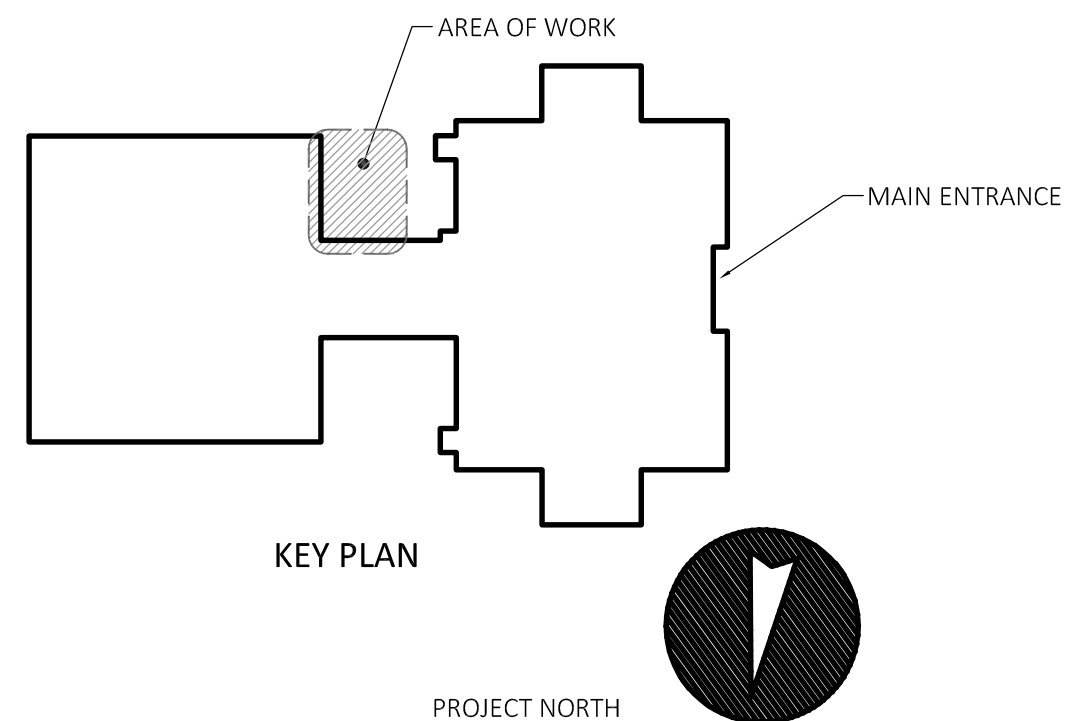 AREA OF WORK
MAIN ENTRANCE
KEY PLAN
PROJECT NORTH